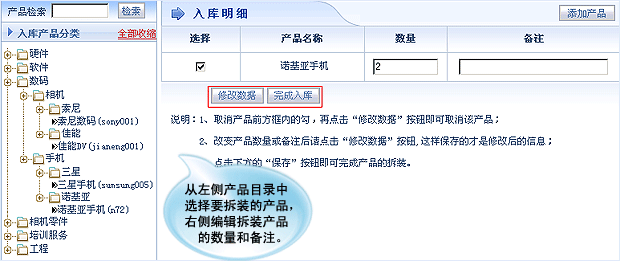 产品检索 检索
入库产品分类 全部收缩
硬件
软件
数码
相机
索尼
索尼数码(sony001)
佳能
佳能DV(jianeng001)
手机
三星
三星手机(sunsung005)
诺基亚
诺基亚手机(n72)
相机零件
培训服务
工程
入库明细 添加产品
选择 产品名称 数量 备注
诺基亚手机 2
修改数据 完成入库
说明：1、取消产品前方框内的勾，再点击“修改数据”按钮即可取消该产品；
2、改变产品数量或备注后请点击“修改数据”按钮,这样保存的才是修改后的信息；
点击下方的“保存”按钮即可完成产品的拆装。
从左侧产品目录中
选择要拆装的产品，
右侧编辑拆装产品
的数量和备注。